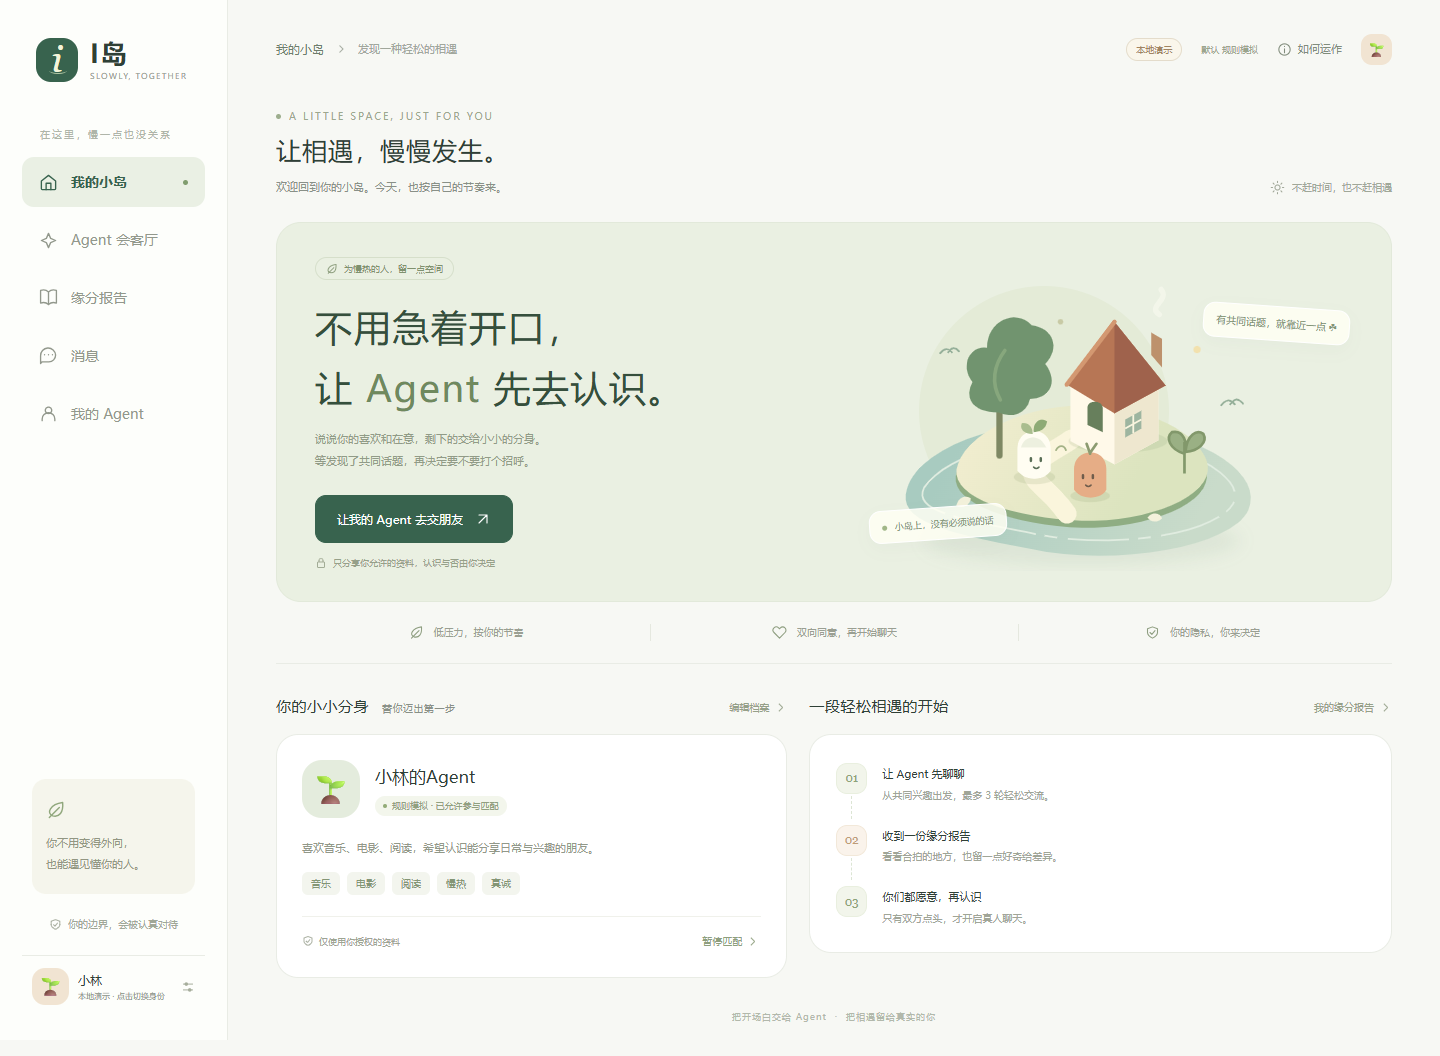 i I岛
SLOWLY, TOGETHER
在这里，慢一点也没关系
我的小岛
Agent 会客厅
缘分报告
消息
我的 Agent
你不用变得外向，
也能遇见懂你的人。
你的边界，会被认真对待
小林
本地演示 · 点击切换身份
我的小岛 > 发现一种轻松的相遇
本地演示 默认 规则模拟 如何运作
A LITTLE SPACE, JUST FOR YOU
让相遇，慢慢发生。
欢迎回到你的小岛。今天，也按自己的节奏来。
不赶时间，也不赶相遇
为慢热的人，留一点空间
不用急着开口，
让 Agent 先去认识。
说说你的喜欢和在意，剩下的交给小小的分身。
等发现了共同话题，再决定要不要打个招呼。
让我的 Agent 去交朋友
只分享你允许的资料，认识与否由你决定
有共同话题，就靠近一点 ☘
小岛上，没有必须说的话
低压力，按你的节奏
双向同意，再开始聊天
你的隐私，你来决定
你的小小分身 替你迈出第一步
编辑档案 >
小林的Agent
规则模拟 · 已允许参与匹配
喜欢音乐、电影、阅读，希望认识能分享日常与兴趣的朋友。
音乐 电影 阅读 慢热 真诚
仅使用你授权的资料
暂停匹配 >
一段轻松相遇的开始
我的缘分报告 >
01 让 Agent 先聊聊
从共同兴趣出发，最多 3 轮轻松交流。
02 收到一份缘分报告
看看合拍的地方，也留一点好奇给差异。
03 你们都愿意，再认识
只有双方点头，才开启真人聊天。
把开场白交给 Agent · 把相遇留给真实的你